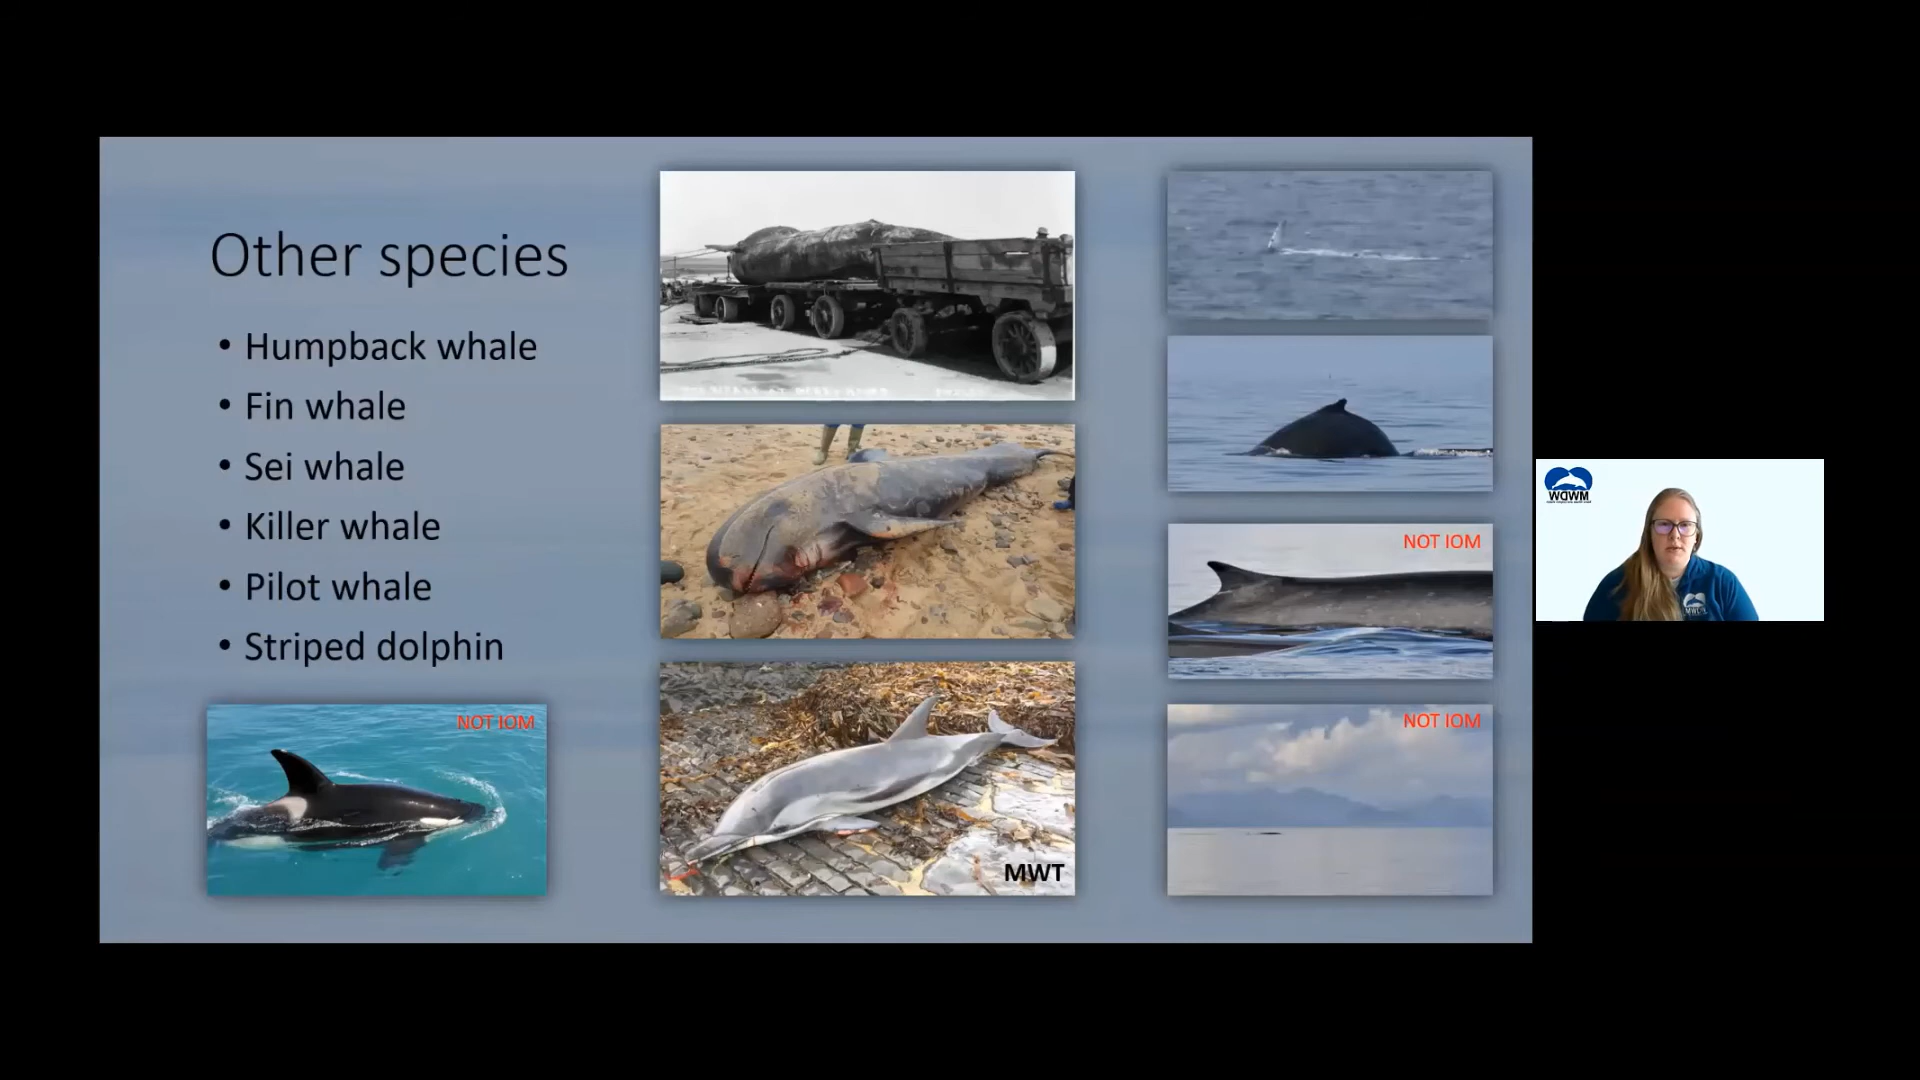 Other species
• Humpback whale
• Fin whale
• Sei whale
• Killer whale
• Pilot whale
• Striped dolphin
NOT IOM
MWT
NOT IOM
NOT IOM
MWDW